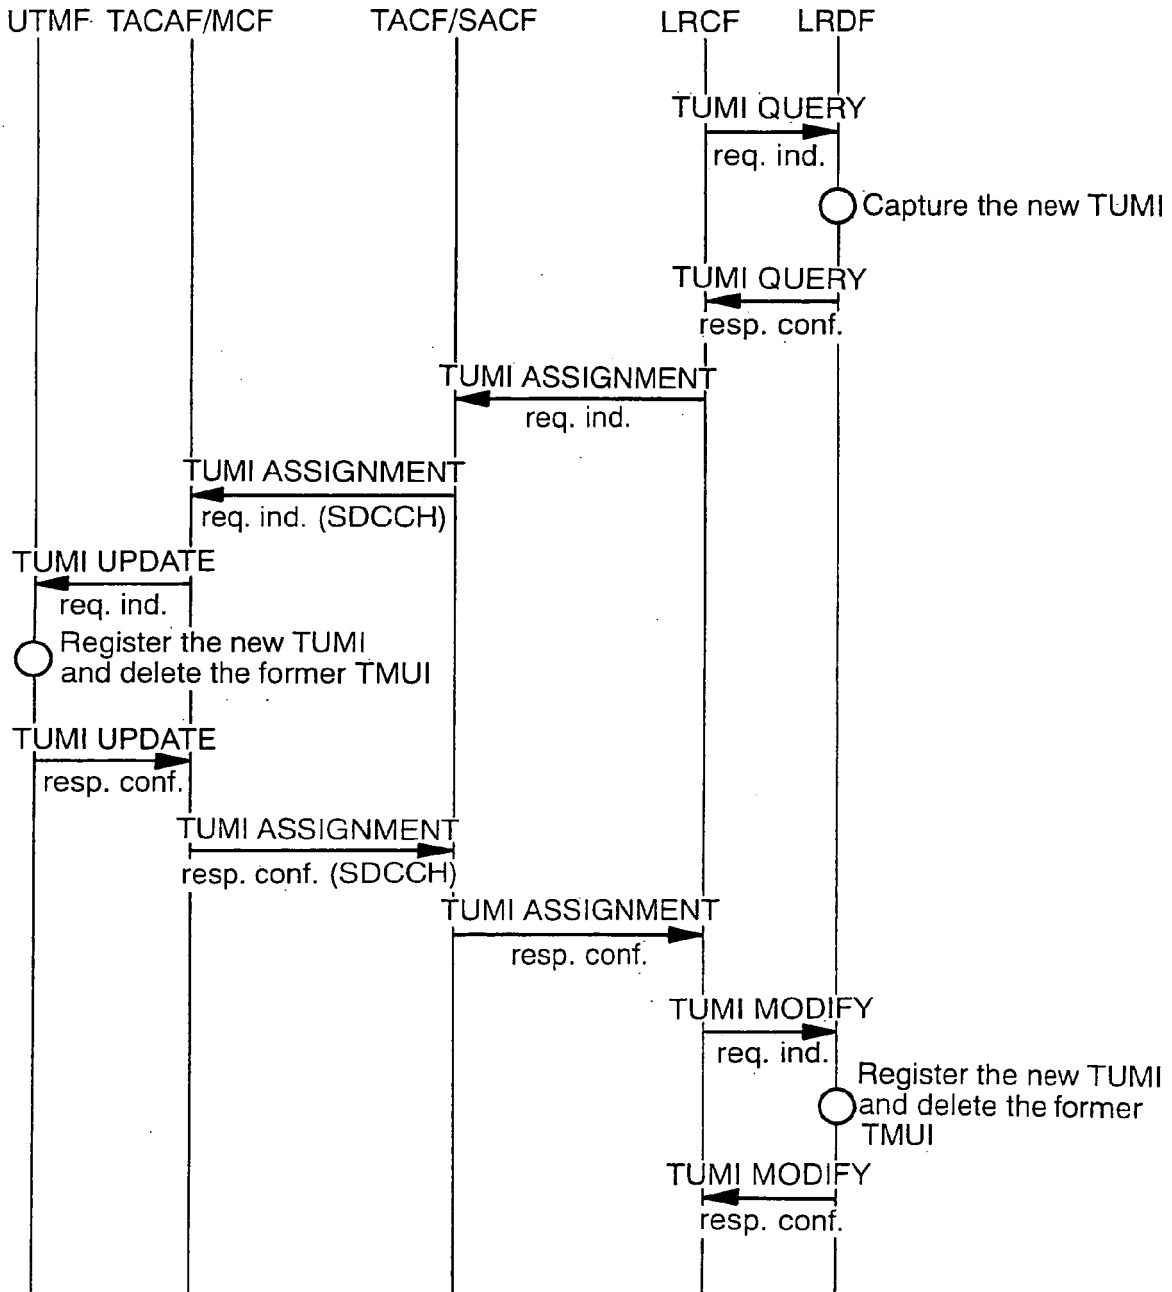 UTMF TACAF/MCF TACF/SACF LRCF LRDF
TUMI QUERY
req. ind.
Capture the new TUMI
TUMI QUERY
resp. conf.
TUMI ASSIGNMENT
req. ind.
TUMI ASSIGNMENT
req. ind. (SDCCH)
TUMI UPDATE
req. ind.
Register the new TUMI
and delete the former TMUI
TUMI UPDATE
resp. conf.
TUMI ASSIGNMENT
resp. conf. (SDCCH)
TUMI ASSIGNMENT
resp. conf.
TUMI MODIFY
req. ind.
Register the new TUMI
and delete the former
TMUI
TUMI MODIFY
resp. conf.